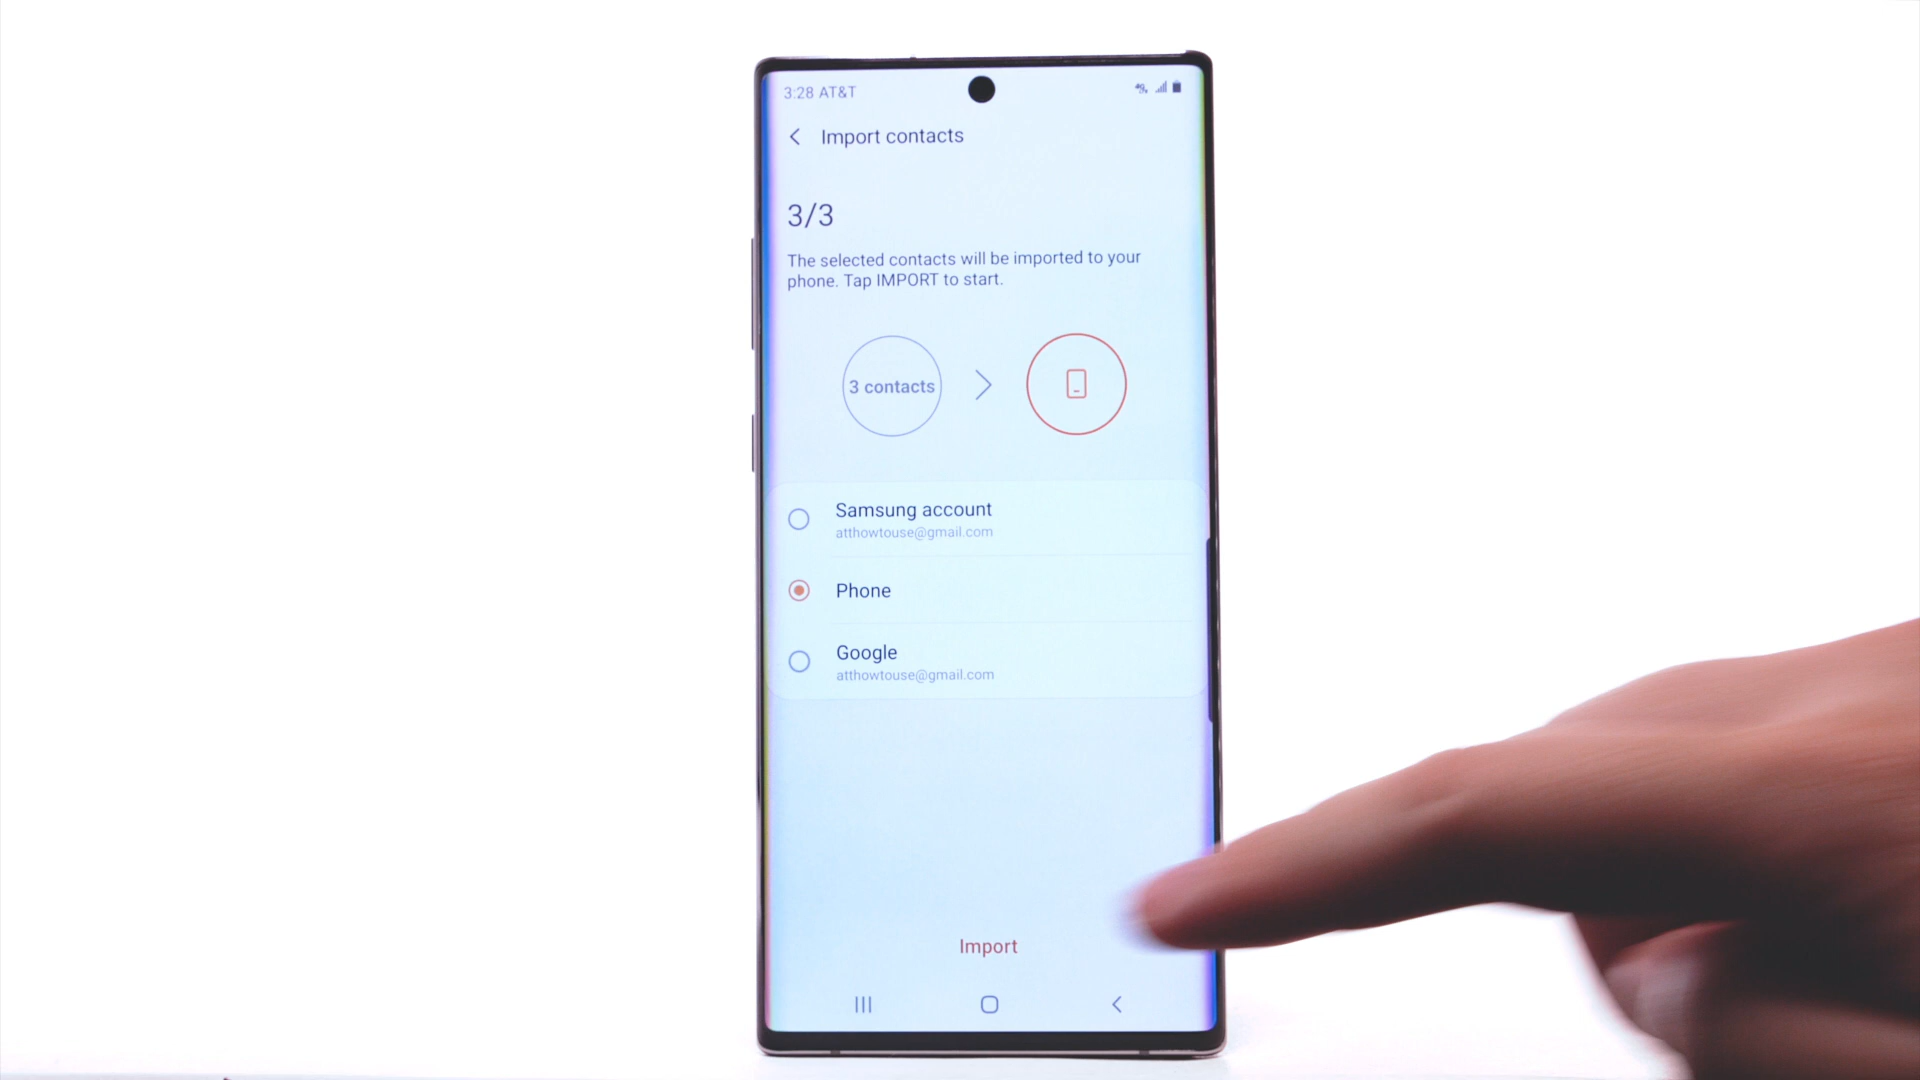 3:28 AT&T
Import contacts
3/3
The selected contacts will be imported to your
phone. Tap IMPORT to start.
3 contacts
Samsung account
atthowtouse@gmail.com
Phone
Google
atthowtouse@gmail.com
Import